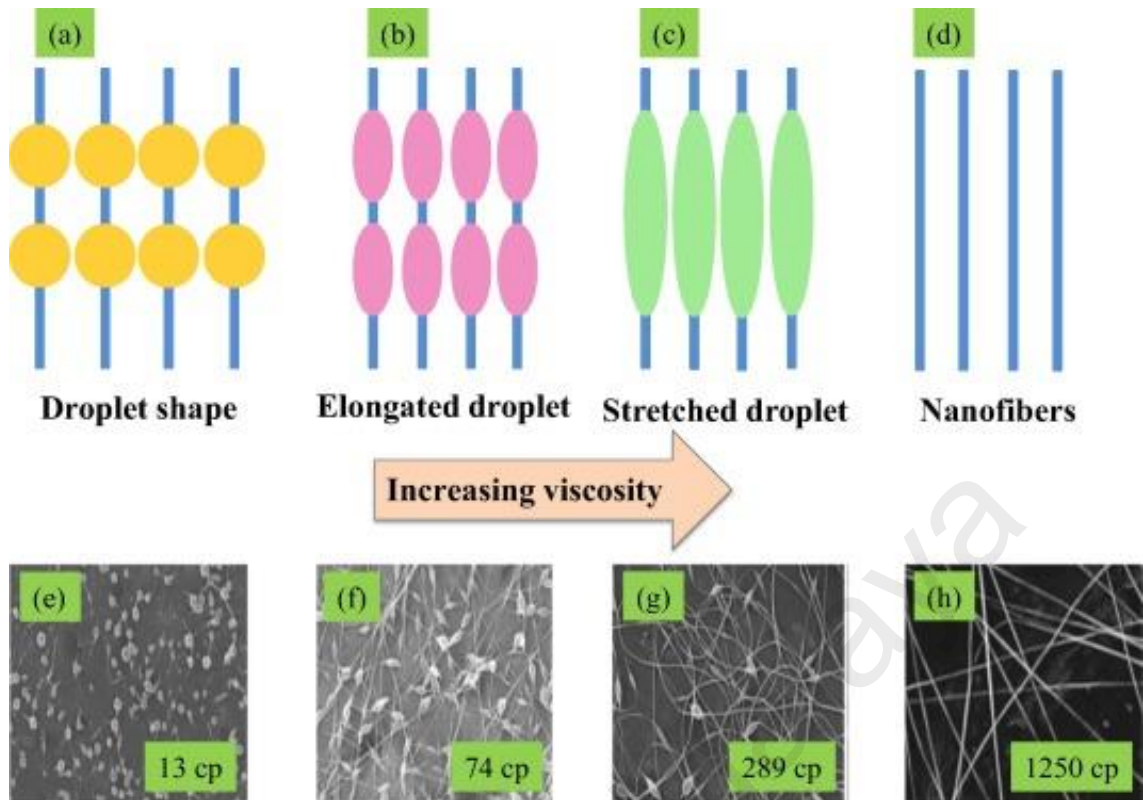 (a)
(b)
(c)
(d)
Droplet shape
Elongated droplet
Stretched droplet
Nanofibers
Increasing viscosity
(e)
(f)
(g)
(h)
13 cp
74 cp
289 cp
1250 cp